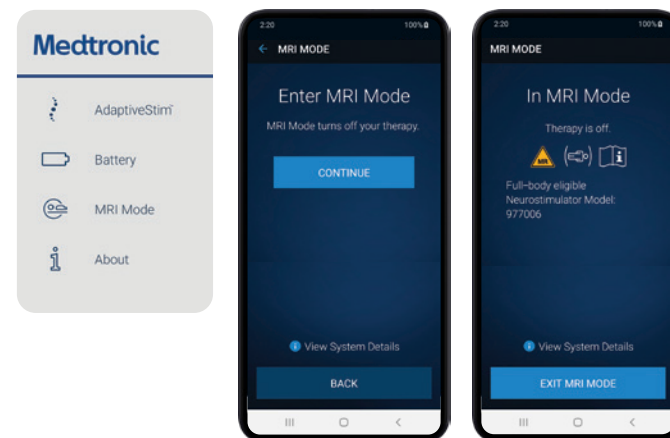 Medtronic
AdaptiveStim™
Battery
MRI Mode
About
2:20 100%
MRI MODE
Enter MRI Mode
MRI Mode turns off your therapy.
CONTINUE
View System Details
BACK
2:20 100%
MRI MODE
In MRI Mode
Therapy is off.
MR
Full-body eligible
Neurostimulator Model:
977006
View System Details
EXIT MRI MODE